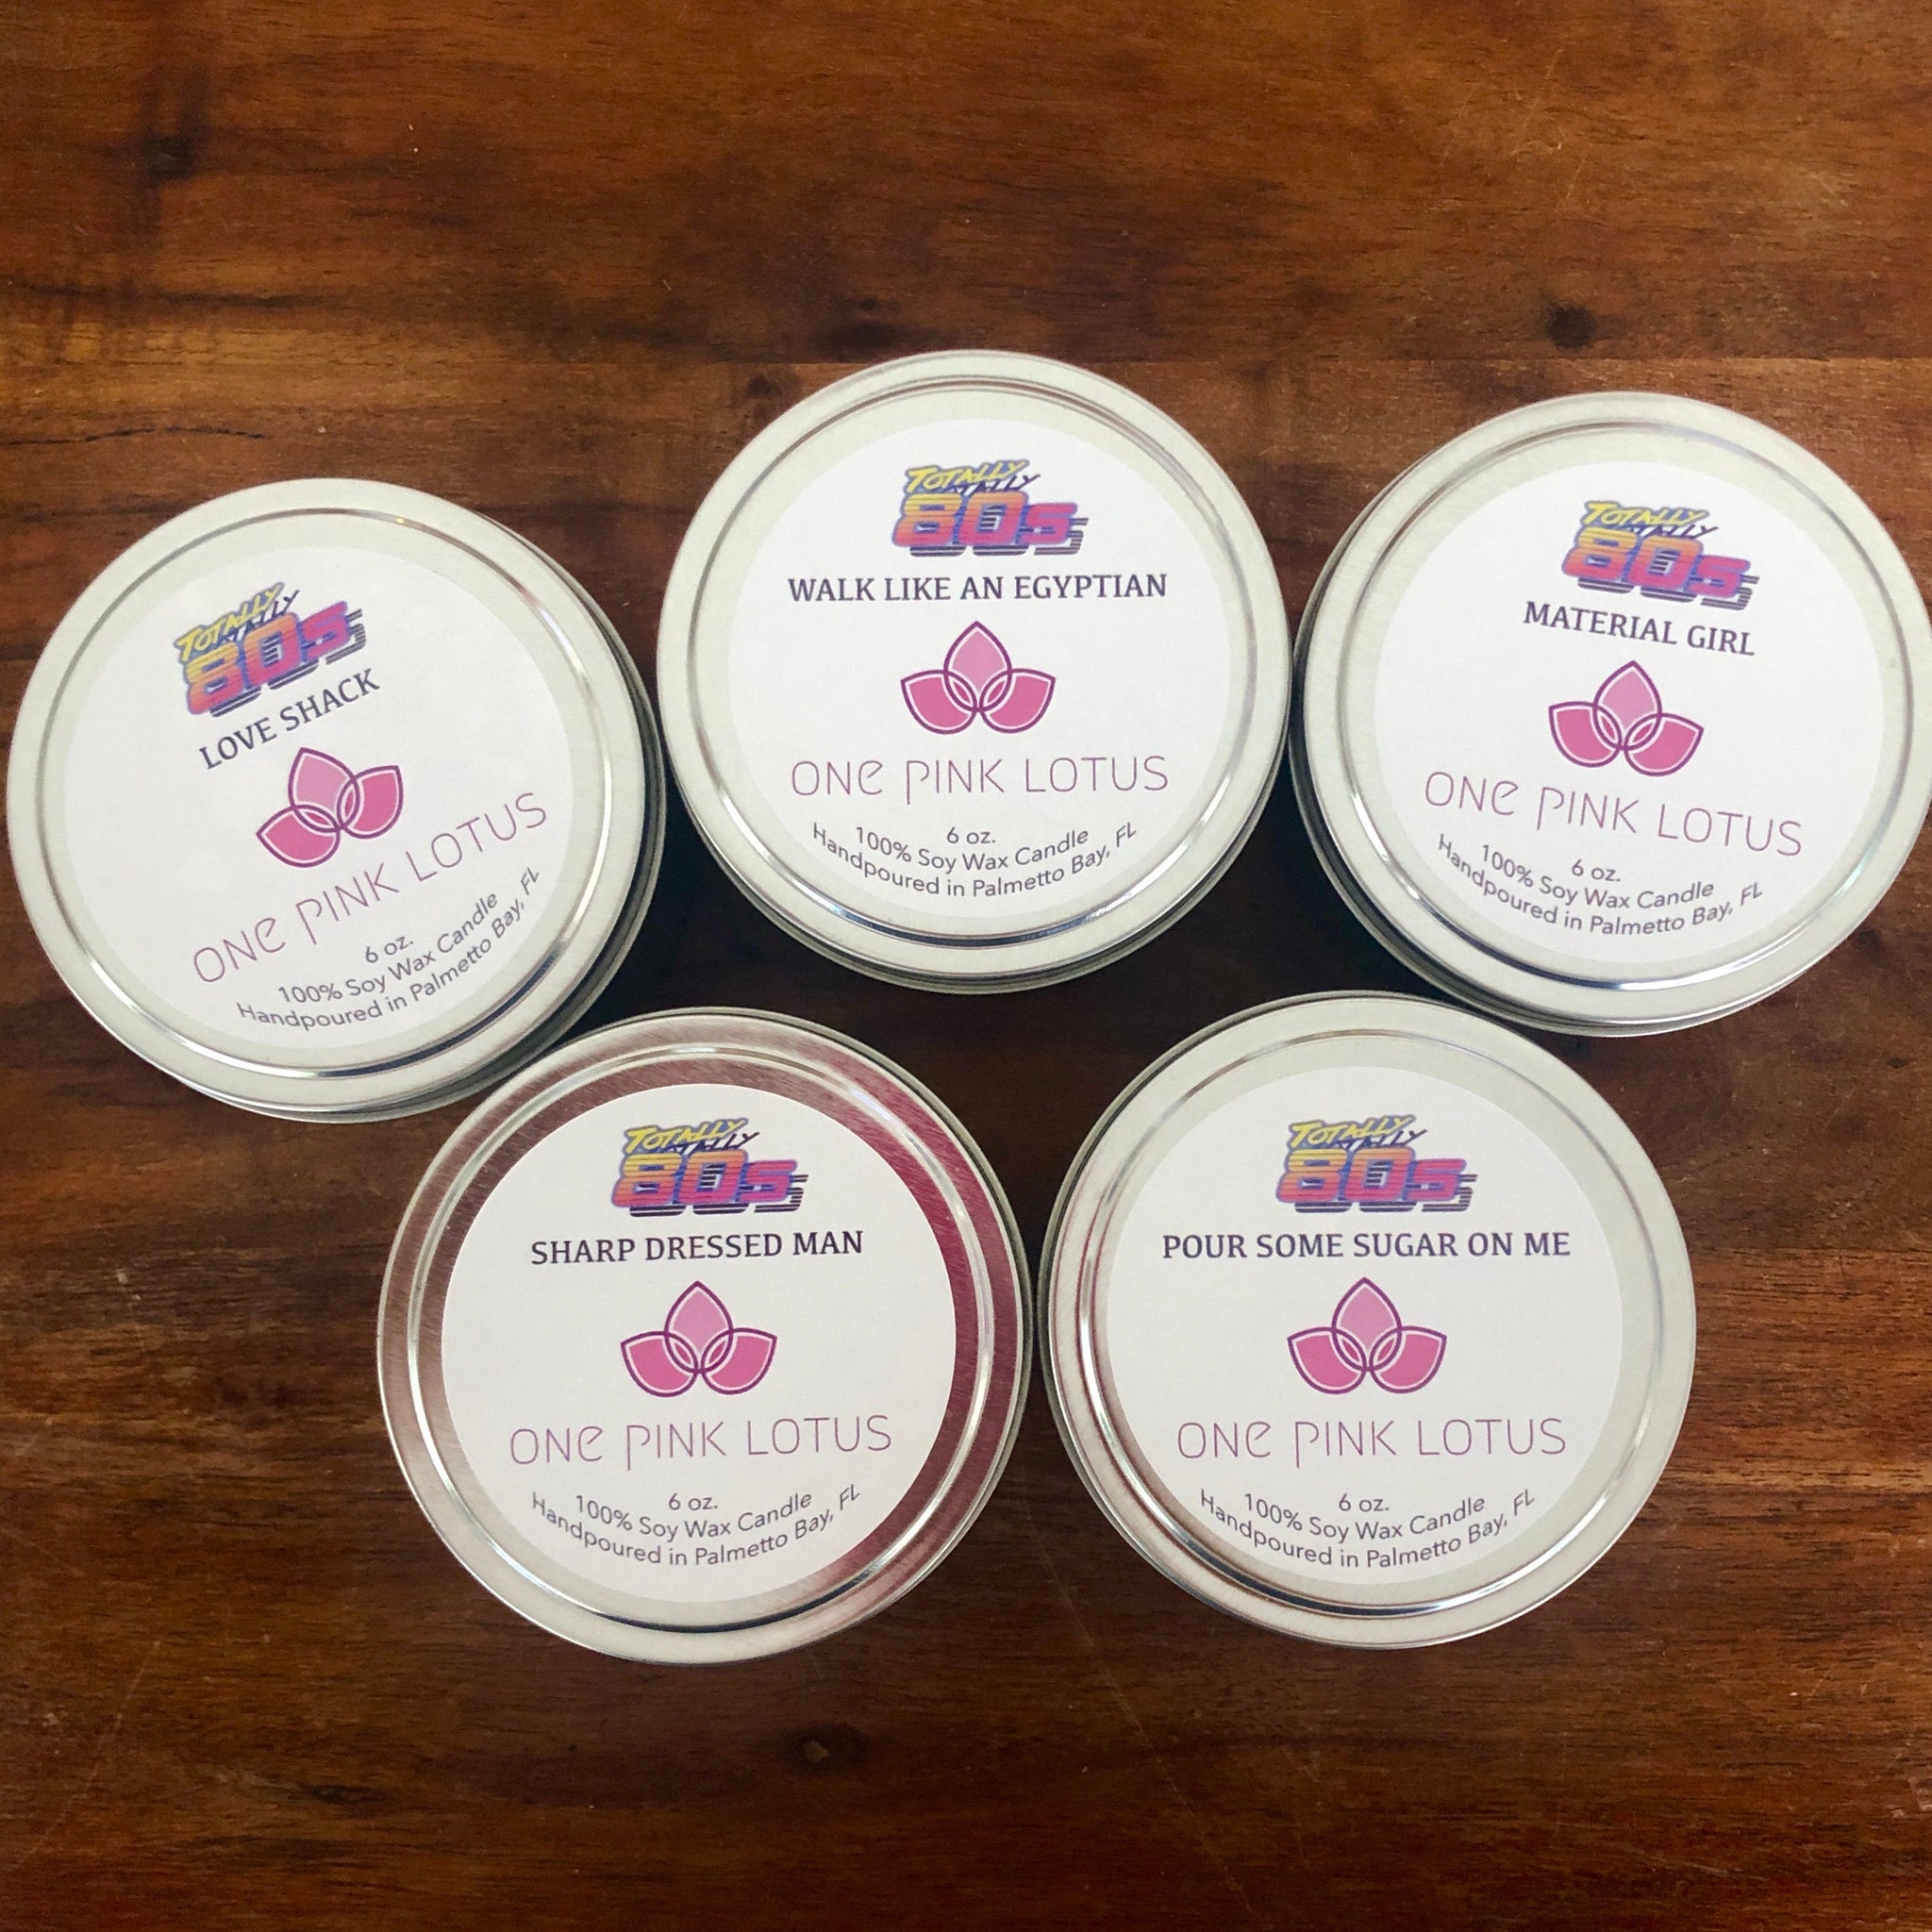 TOTALLY
80s
LOVE SHACK
ONE PINK LOTUS
6 oz.
100% Soy Wax Candle
Handpoured in Palmetto Bay, FL
TOTALLY
80s
WALK LIKE AN EGYPTIAN
ONE PINK LOTUS
6 oz.
100% Soy Wax Candle
Handpoured in Palmetto Bay, FL
TOTALLY
80s
MATERIAL GIRL
ONE PINK LOTUS
6 oz.
100% Soy Wax Candle
Handpoured in Palmetto Bay, FL
TOTALLY
80s
SHARP DRESSED MAN
ONE PINK LOTUS
6 oz.
100% Soy Wax Candle
Handpoured in Palmetto Bay, FL
TOTALLY
80s
POUR SOME SUGAR ON ME
ONE PINK LOTUS
6 oz.
100% Soy Wax Candle
Handpoured in Palmetto Bay, FL